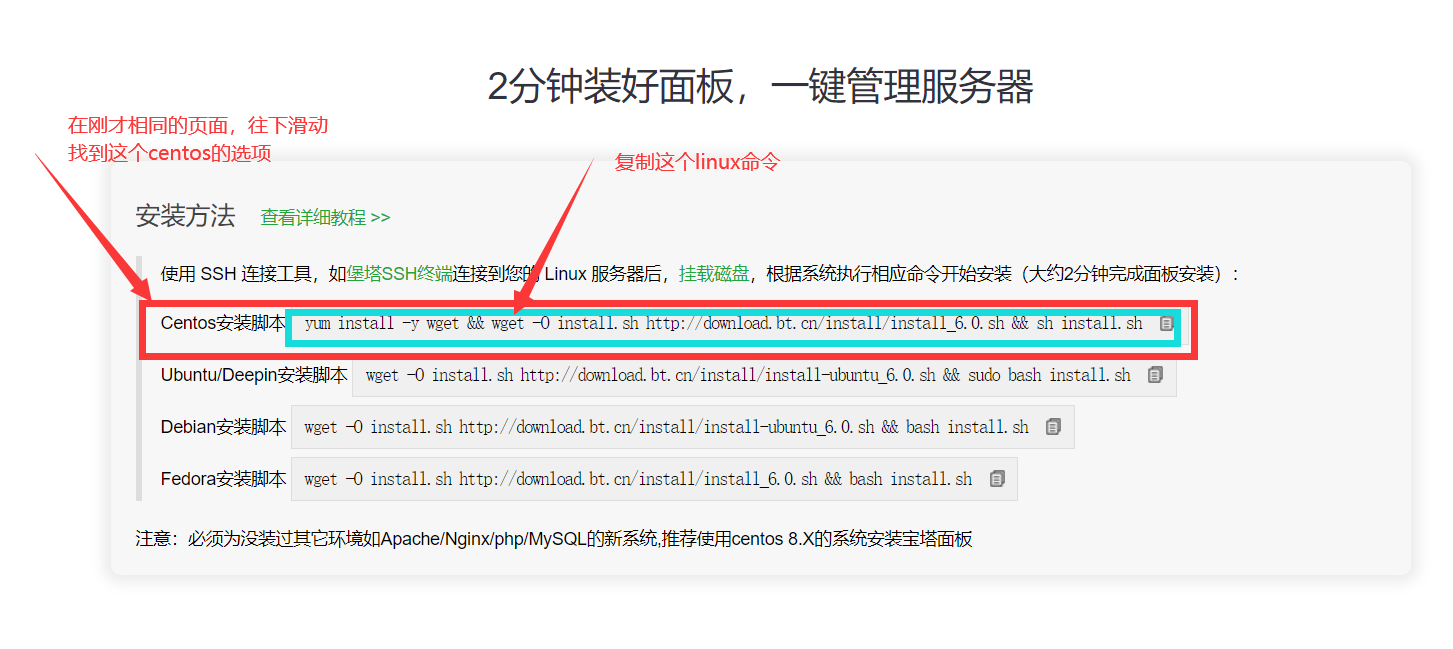 2分钟装好面板，一键管理服务器
在刚才相同的页面，往下滑动
找到这个centos的选项
复制这个linux命令
安装方法 查看详细教程 >>
使用 SSH 连接工具，如堡塔SSH终端连接到您的 Linux 服务器后，挂载磁盘，根据系统执行相应命令开始安装（大约2分钟完成面板安装）：
Centos安装脚本 yum install -y wget && wget -O install.sh http://download.bt.cn/install/install_6.0.sh && sh install.sh
Ubuntu/Deepin安装脚本 wget -O install.sh http://download.bt.cn/install/install-ubuntu_6.0.sh && sudo bash install.sh
Debian安装脚本 wget -O install.sh http://download.bt.cn/install/install-ubuntu_6.0.sh && bash install.sh
Fedora安装脚本 wget -O install.sh http://download.bt.cn/install/install_6.0.sh && bash install.sh
注意：必须为没装过其它环境如Apache/Nginx/php/MySQL的新系统,推荐使用centos 8.X的系统安装宝塔面板